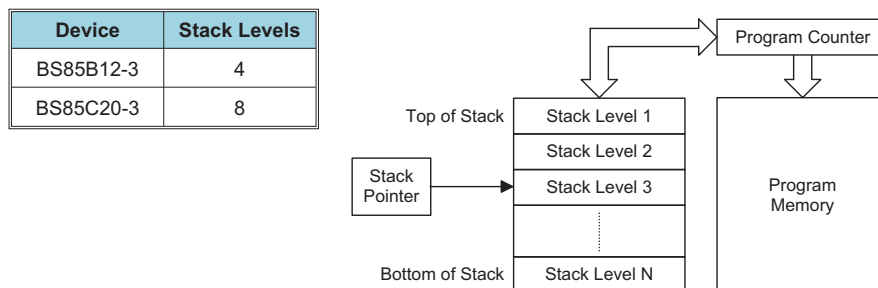 Device Stack Levels
BS85B12-3 4
BS85C20-3 8
Program Counter
Top of Stack
Stack Level 1
Stack Level 2
Stack
Pointer
Stack Level 3
Program
Memory
Bottom of Stack
Stack Level N